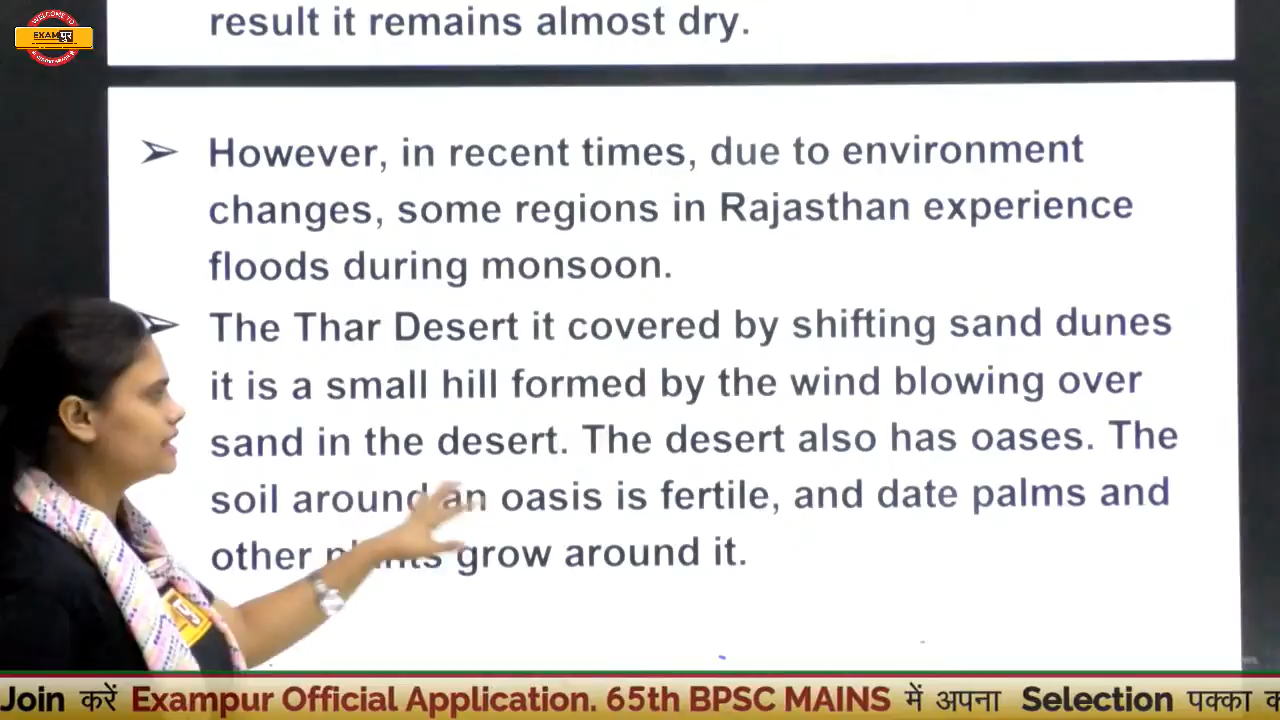 WELCOME TO
EXAMपुर
result it remains almost dry.
➢ However, in recent times, due to environment
changes, some regions in Rajasthan experience
floods during monsoon.
➢ The Thar Desert it covered by shifting sand dunes
it is a small hill formed by the wind blowing over
sand in the desert. The desert also has oases. The
soil around an oasis is fertile, and date palms and
other plants grow around it.
Join करें Exampur Official Application. 65th BPSC MAINS में अपना Selection पक्का